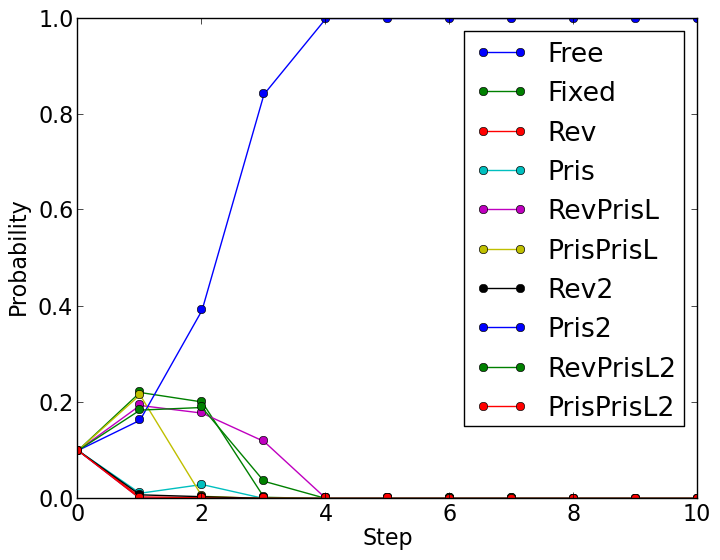 1.0
0.8
0.6
0.4
0.2
0.0
Probability
Free
Fixed
Rev
Pris
RevPrisL
PrisPrisL
Rev2
Pris2
RevPrisL2
PrisPrisL2
0 2 4 6 8 10
Step